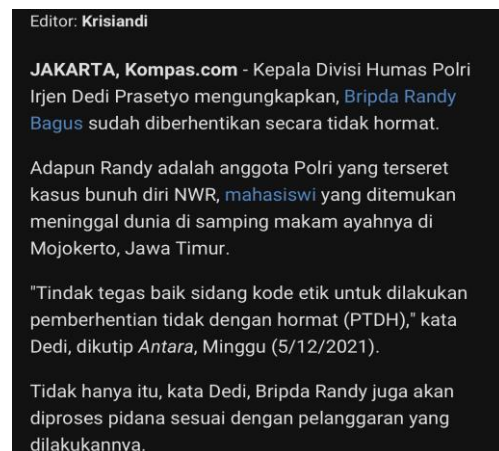 Editor: Krisiandi
JAKARTA, Kompas.com - Kepala Divisi Humas Polri
Irjen Dedi Prasetyo mengungkapkan, Bripda Randy
Bagus sudah diberhentikan secara tidak hormat.
Adapun Randy adalah anggota Polri yang terseret
kasus bunuh diri NWR, mahasiswi yang ditemukan
meninggal dunia di samping makam ayahnya di
Mojokerto, Jawa Timur.
"Tindak tegas baik sidang kode etik untuk dilakukan
pemberhentian tidak dengan hormat (PTDH)," kata
Dedi, dikutip Antara, Minggu (5/12/2021).
Tidak hanya itu, kata Dedi, Bripda Randy juga akan
diproses pidana sesuai dengan pelanggaran yang
dilakukannya.